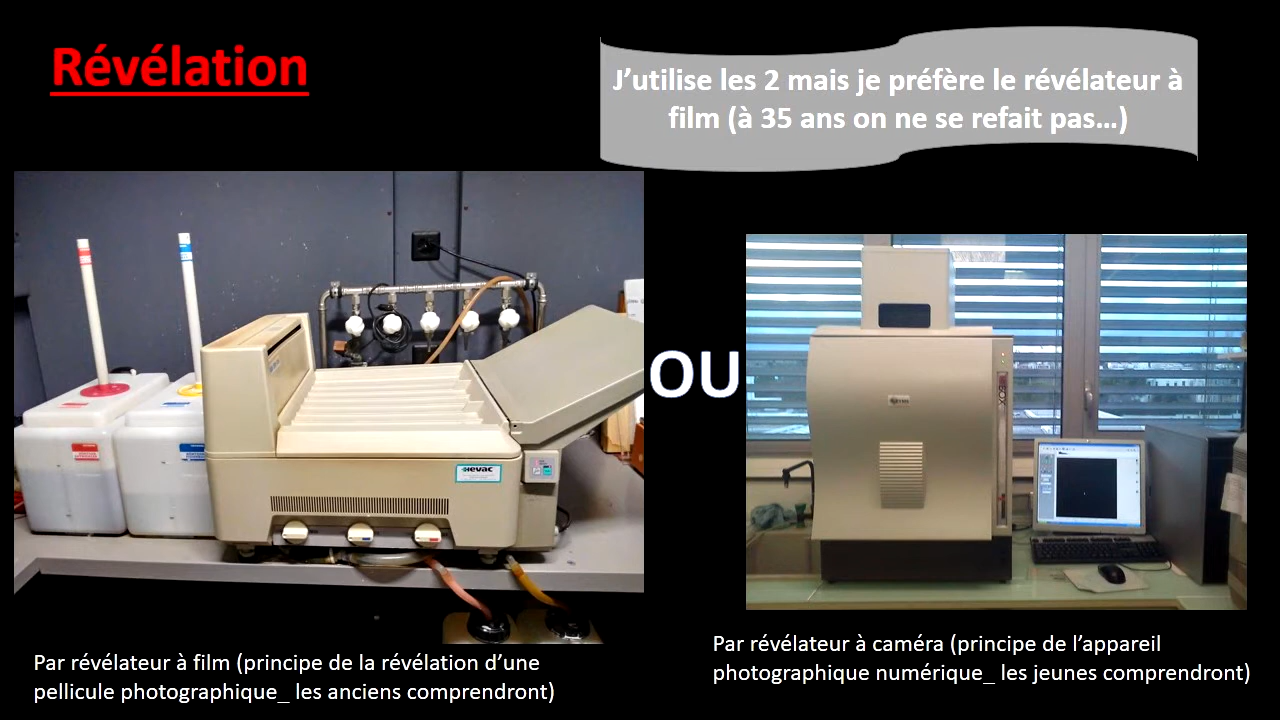 Révélation
J’utilise les 2 mais je préfère le révélateur à
film (à 35 ans on ne se refait pas…)
hevac
OU
BOX
Par révélateur à film (principe de la révélation d’une
pellicule photographique_ les anciens comprendront)
Par révélateur à caméra (principe de l’appareil
photographique numérique_ les jeunes comprendront)